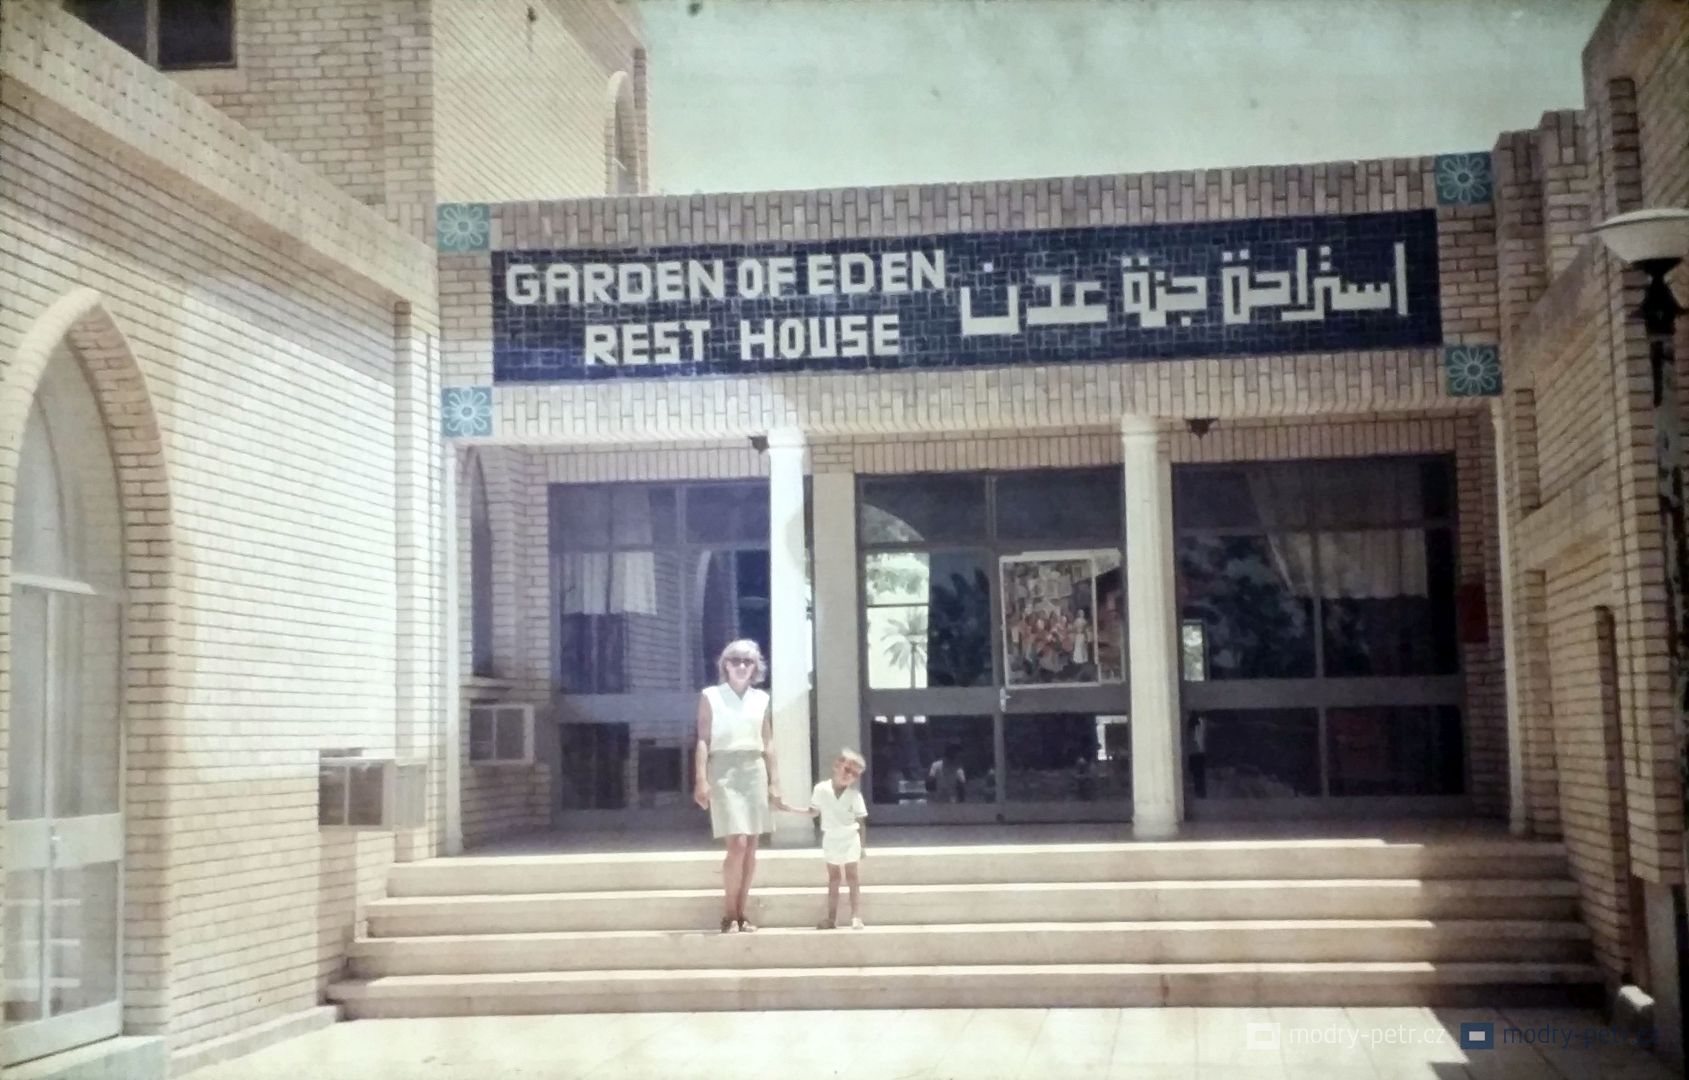 GARDEN OF EDEN
REST HOUSE
استراحة جنة عدن
modry-petr.cz modry-petr.cz